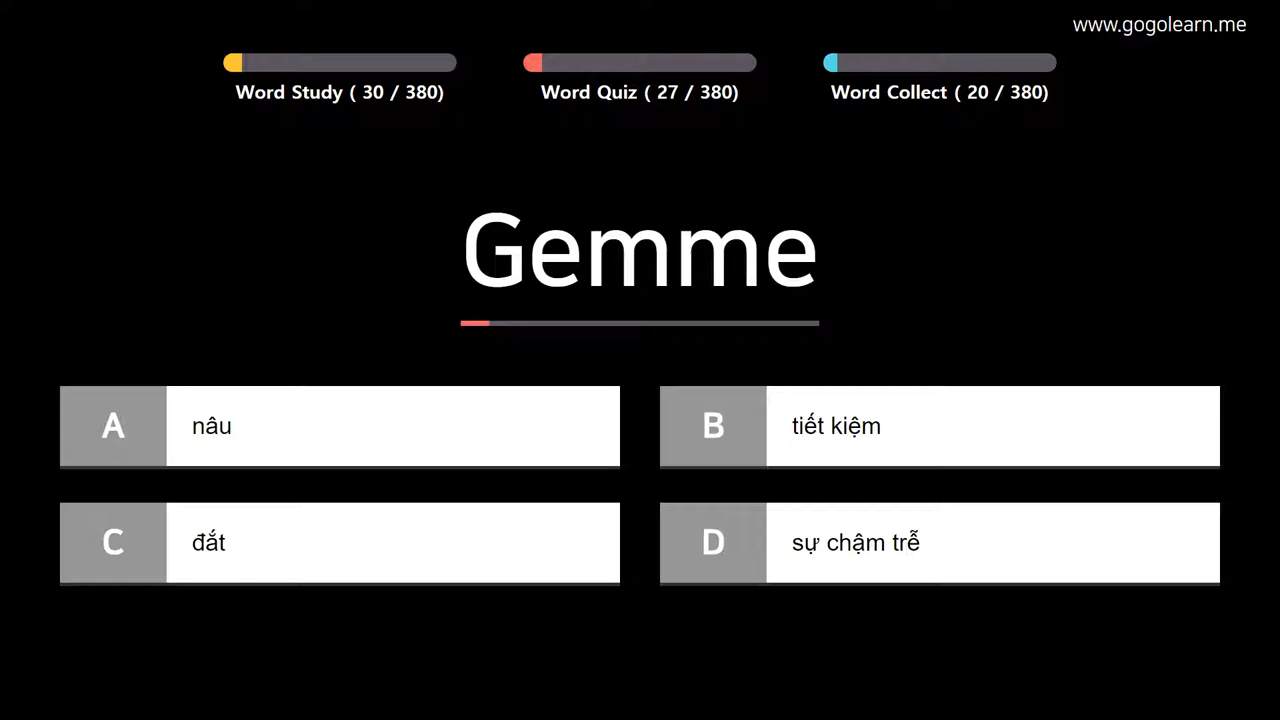 www.gogolearn.me
Word Study ( 30 / 380)
Word Quiz ( 27 / 380)
Word Collect ( 20 / 380)
Gemme
A nâu
B tiết kiệm
C đắt
D sự chậm trễ